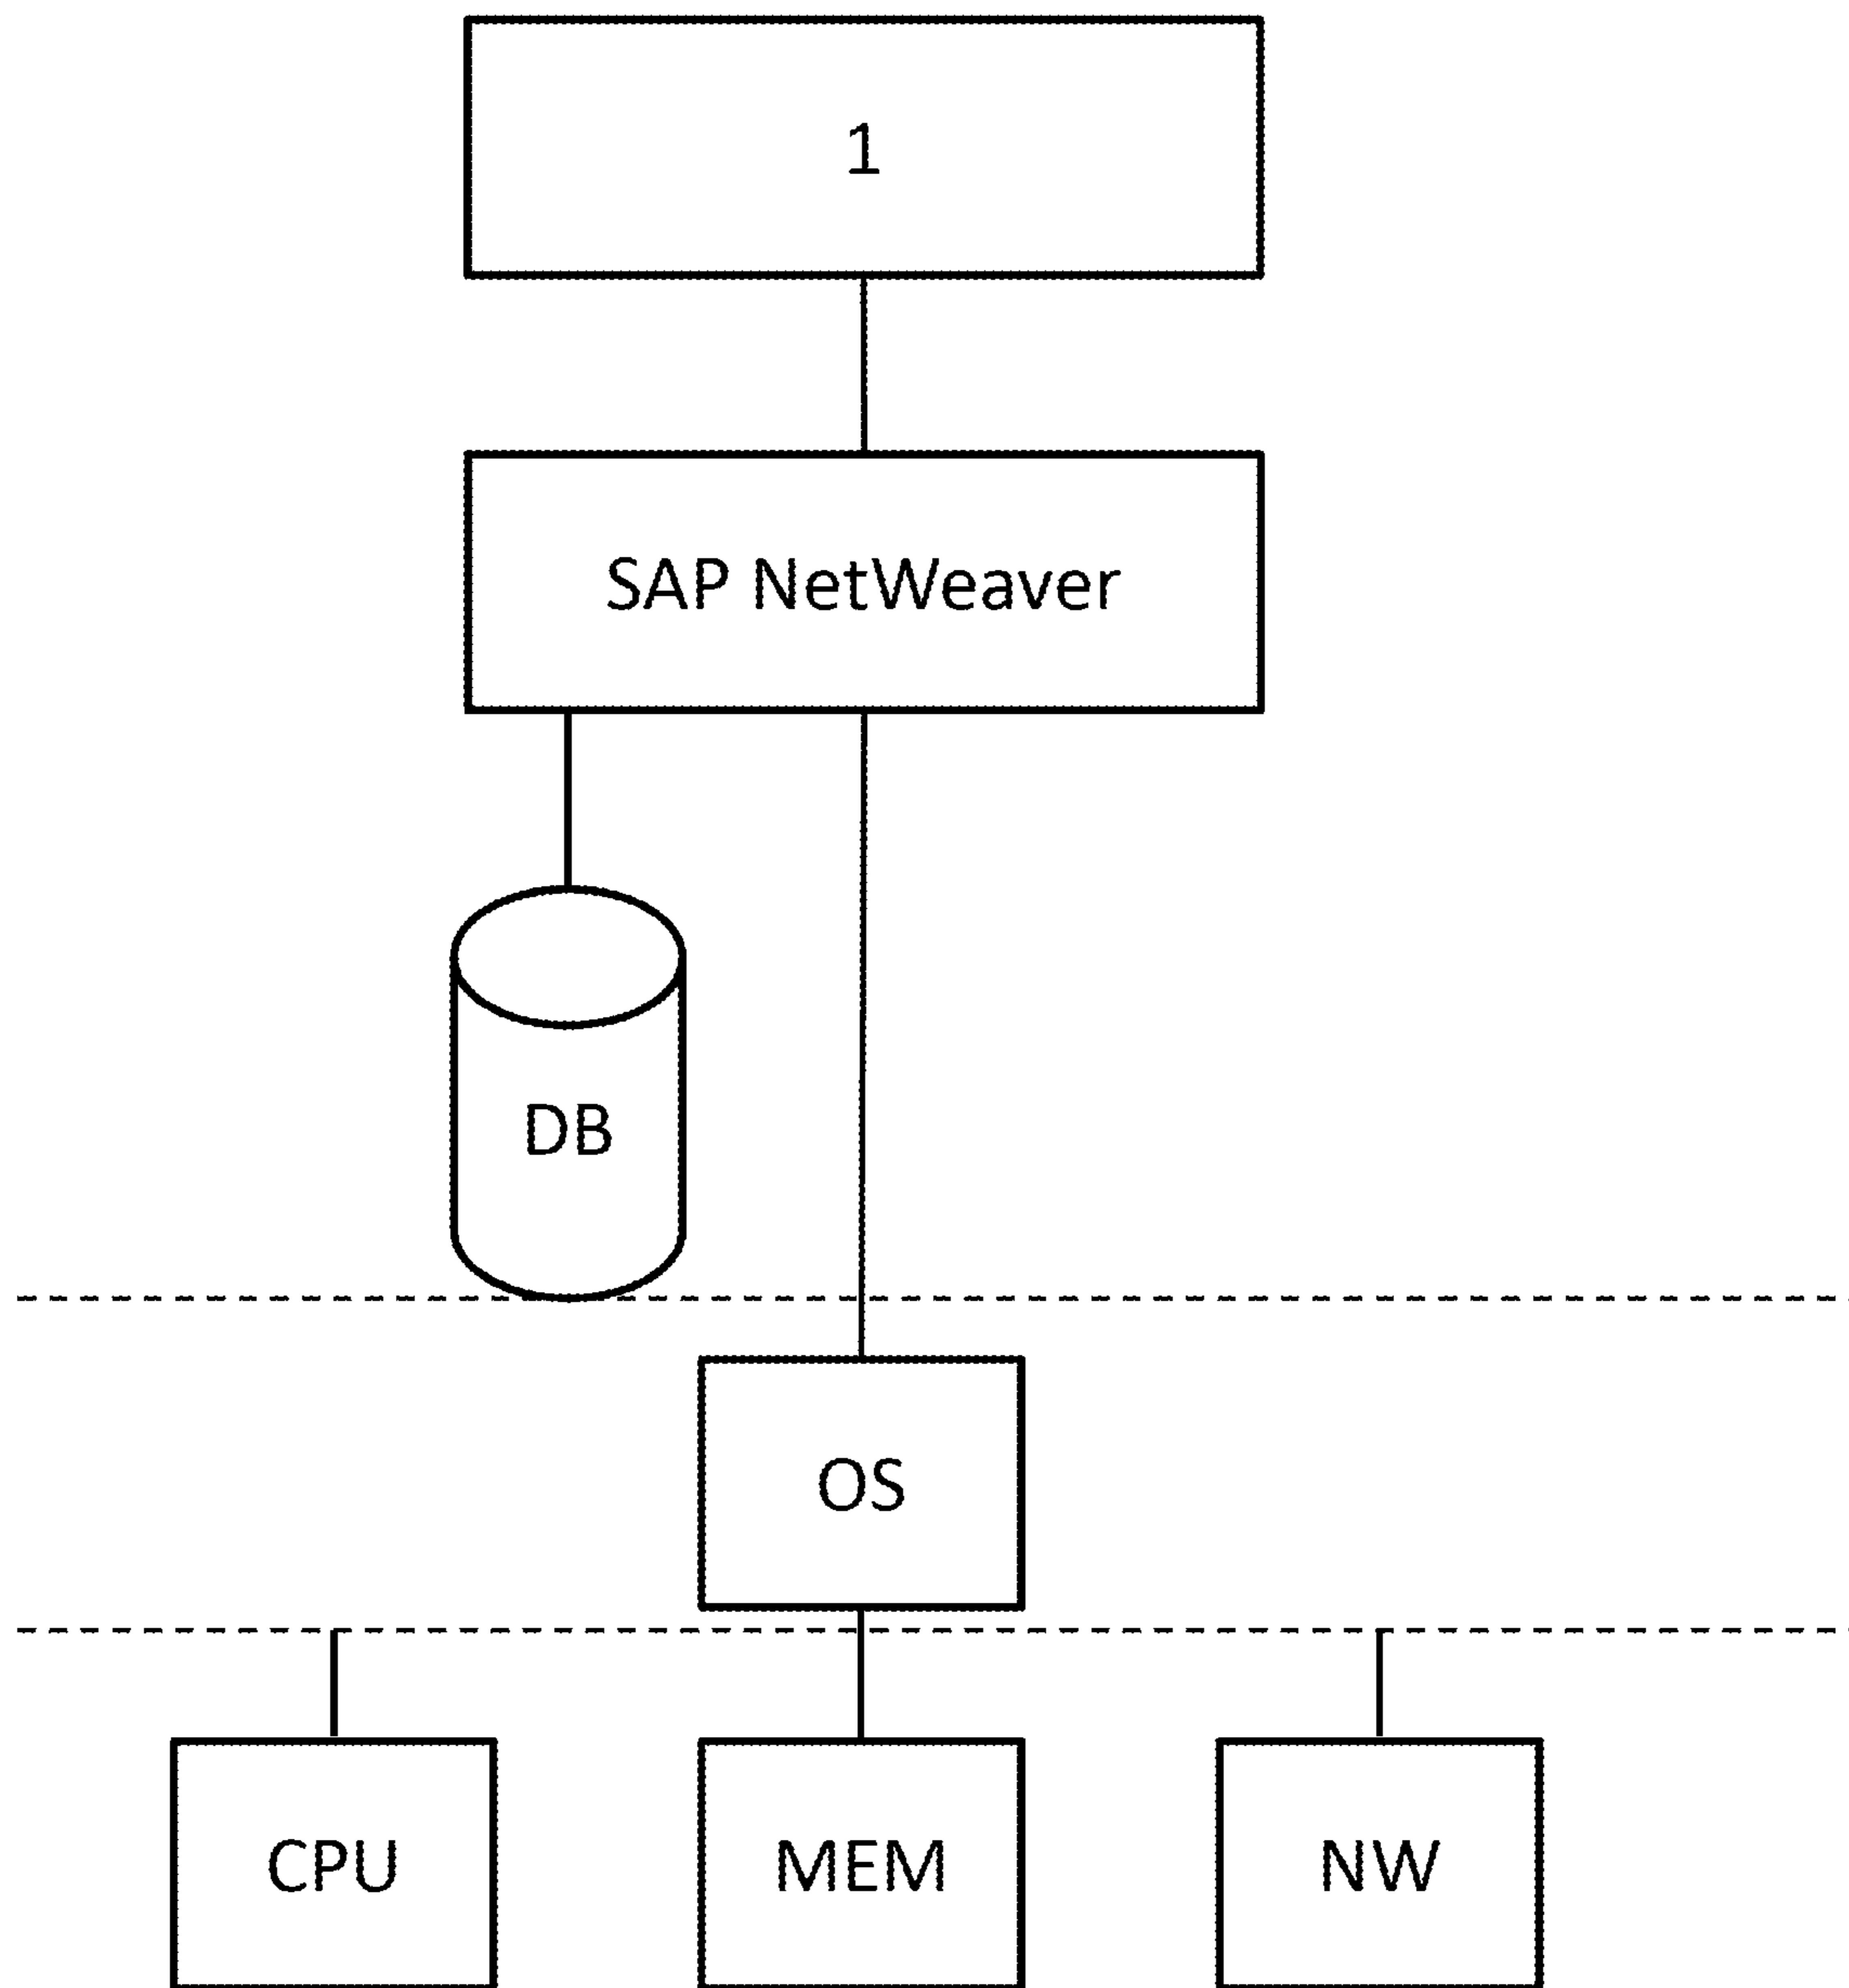 1
SAP NetWeaver
DB
OS
CPU
MEM
NW